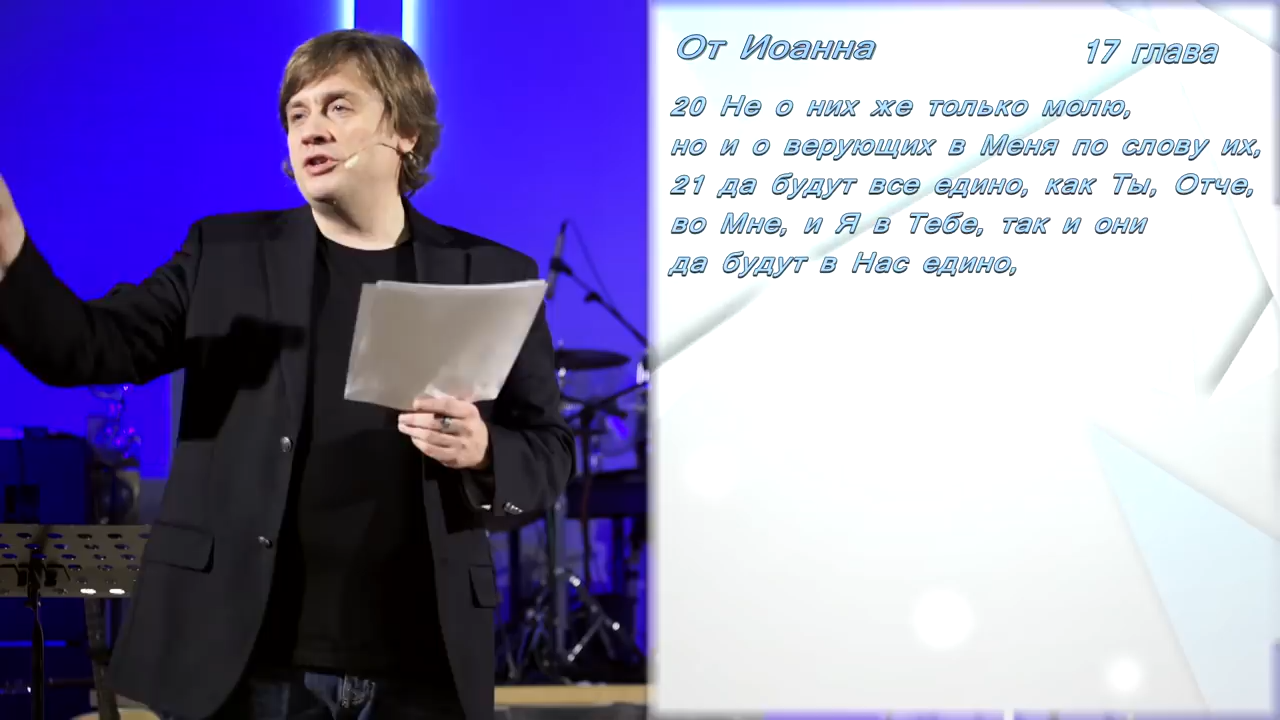 От Иоанна 17 глава
20 Не о них же только молю,
но и о верующих в Меня по слову их,
21 да будут все едино, как Ты, Отче,
во Мне, и Я в Тебе, так и они
да будут в Нас едино,